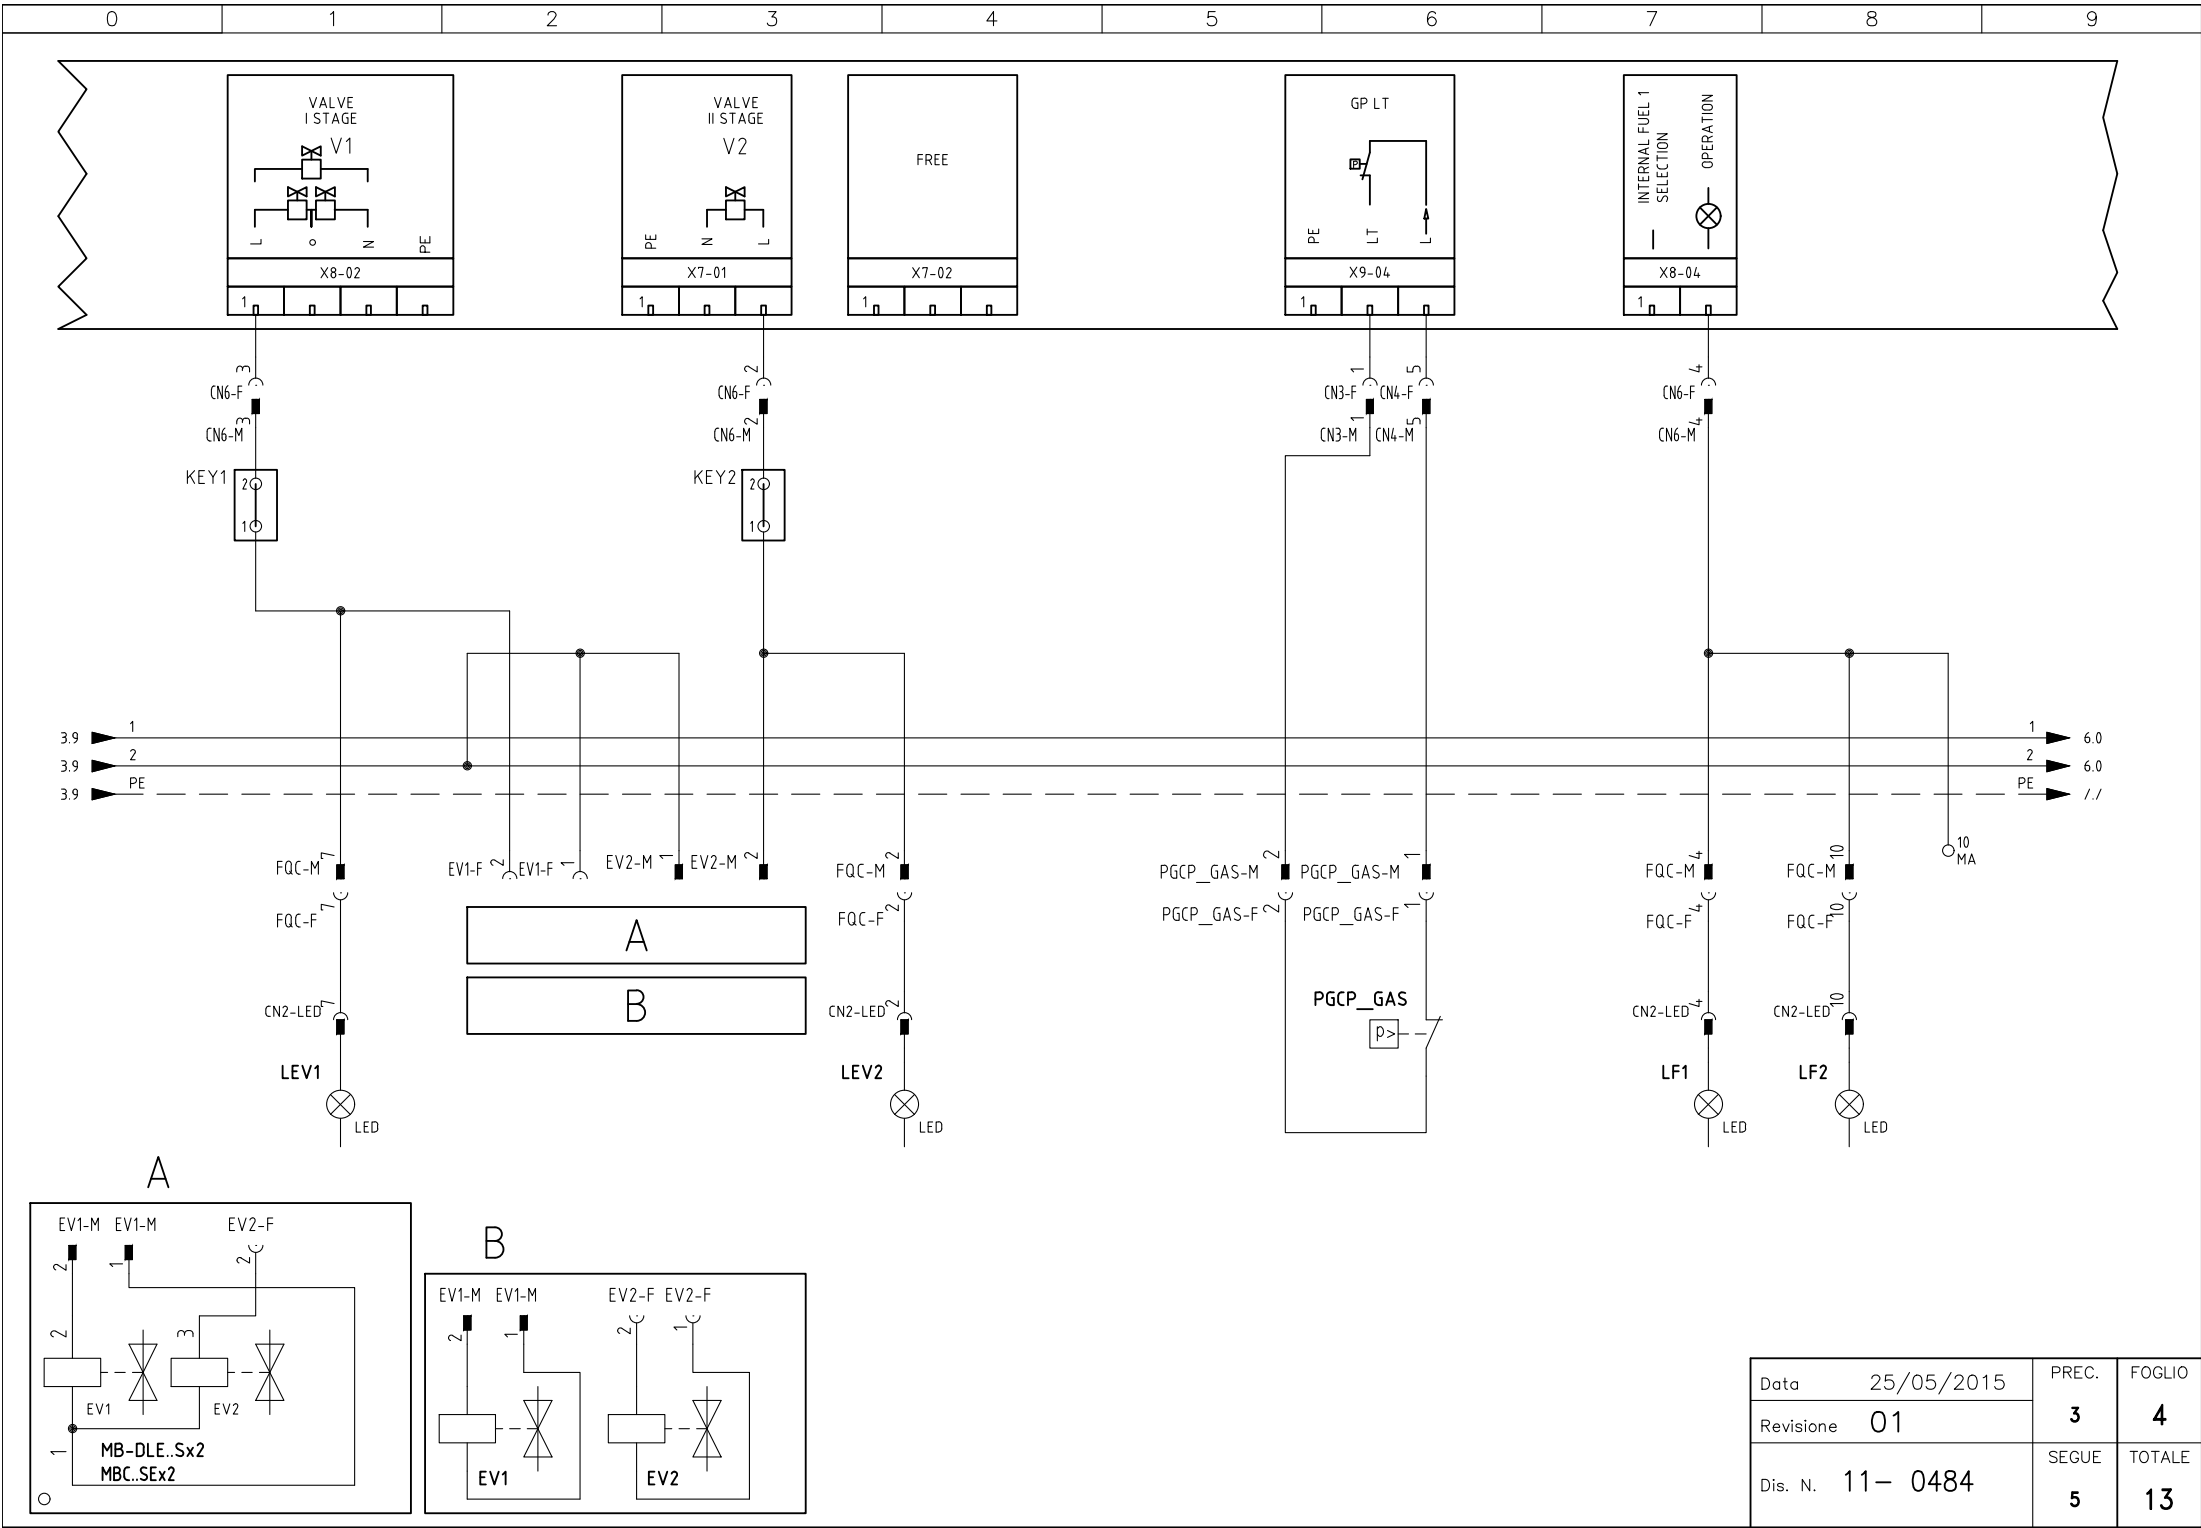 0 1 2 3 4 5 6 7 8 9
VALVE
I STAGE
V1
L o N PE
X8-02
1
VALVE
II STAGE
V2
PE N L
X7-01
1
FREE
X7-02
1
GP LT
P
PE LT L
X9-04
1
INTERNAL FUEL 1
SELECTION
OPERATION
X8-04
1
3
CN6-F
3
CN6-M
2
CN6-F
2
CN6-M
1
CN3-F
1
CN3-M
5
CN4-F
5
CN4-M
4
CN6-F
4
CN6-M
KEY1
2
1
KEY2
2
1
3.9 1 1 6.0
3.9 2 2 6.0
3.9 PE PE /./
FQC-M 7
EV1-F 2
EV1-F 1
EV2-M 1
EV2-M 2
FQC-M 2
PGCP_GAS-M 2
PGCP_GAS-M 1
FQC-M 4
FQC-M 10
10
MA
FQC-F 7
FQC-F 2
PGCP_GAS-F 2
PGCP_GAS-F 1
FQC-F 4
FQC-F 10
A
B
CN2-LED 7
CN2-LED 2
PGCP_GAS
P>
CN2-LED 4
CN2-LED 10
LEV1
LED
LEV2
LED
LF1
LED
LF2
LED
A
EV1-M EV1-M EV2-F
2 1 2
2 3
EV1 EV2
1
MB-DLE..Sx2
MBC..SEx2
B
EV1-M EV1-M EV2-F EV2-F
2 1 2 1
EV1 EV2
Data 25/05/2015
Revisione 01
Dis. N. 11- 0484
PREC.
3
FOGLIO
4
SEGUE
5
TOTALE
13